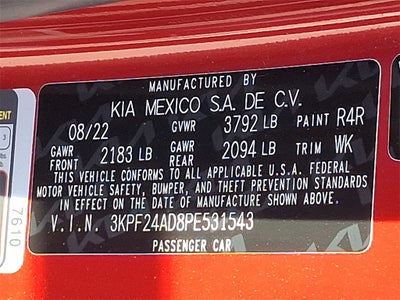 MANUFACTURED BY
KIA MEXICO S.A. DE C.V.
08/22 GVWR 3792 LB PAINT R4R
GAWR FRONT 2183 LB GAWR REAR 2094 LB TRIM WK
THIS VEHICLE CONFORMS TO ALL APPLICABLE U.S.A. FEDERAL
MOTOR VEHICLE SAFETY, BUMPER, AND THEFT PREVENTION STANDARDS
IN EFFECT ON THE DATE OF MANUFACTURE SHOWN ABOVE.
V.I.N. 3KPF24AD8PE531543
PASSENGER CAR
7610